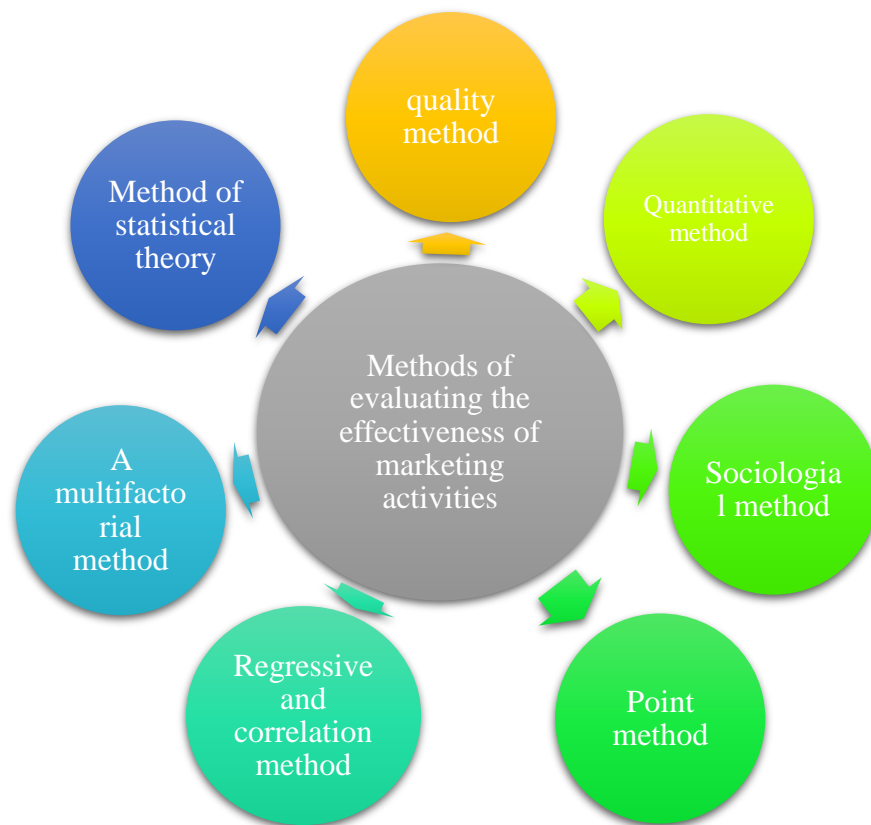 quality
method
Quantitative
method
Sociologia
l method
Point
method
Regressive
and
correlation
method
A
multifacto
rial
method
Method of
statistical
theory
Methods of
evaluating the
effectiveness of
marketing
activities